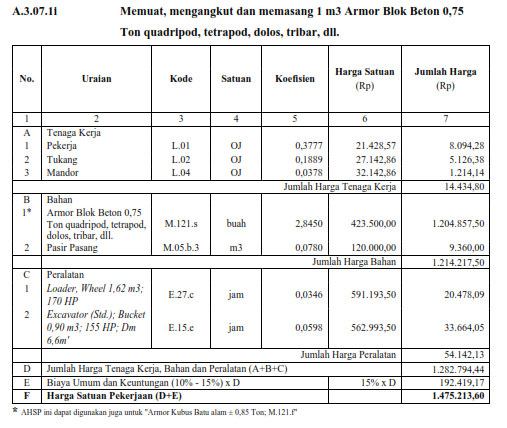 A.3.07.1i Memuat, mengangkut dan memasang 1 m3 Armor Blok Beton 0,75
Ton quadripod, tetrapod, dolos, tribar, dll.
No. Uraian Kode Satuan Koefisien Harga Satuan (Rp) Jumlah Harga (Rp)
1 2 3 4 5 6 7
A Tenaga Kerja
1 Pekerja L.01 OJ 0,3777 21.428,57 8.094,28
2 Tukang L.02 OJ 0,1889 27.142,86 5.126,38
3 Mandor L.04 OJ 0,0378 32.142,86 1.214,14
Jumlah Harga Tenaga Kerja 14.434,80
B Bahan
1* Armor Blok Beton 0,75
Ton quadripod, tetrapod, M.121.s buah 2,8450 423.500,00 1.204.857,50
dolos, tribar, dll.
2 Pasir Pasang M.05.b.3 m3 0,0780 120.000,00 9.360,00
Jumlah Harga Bahan 1.214.217,50
C Peralatan
1 Loader, Wheel 1,62 m3; E.27.c jam 0,0346 591.193,50 20.478,09
170 HP
2 Excavator (Std.); Bucket
0,90 m3; 155 HP; Dm E.15.e jam 0,0598 562.993,50 33.664,05
6,6m'
Jumlah Harga Peralatan 54.142,13
D Jumlah Harga Tenaga Kerja, Bahan dan Peralatan (A+B+C) 1.282.794,44
E Biaya Umum dan Keuntungan (10% - 15%) x D 15% x D 192.419,17
F Harga Satuan Pekerjaan (D+E) 1.475.213,60
* AHSP ini dapat digunakan juga untuk "Armor Kubus Batu alam ± 0,85 Ton; M.121.f"